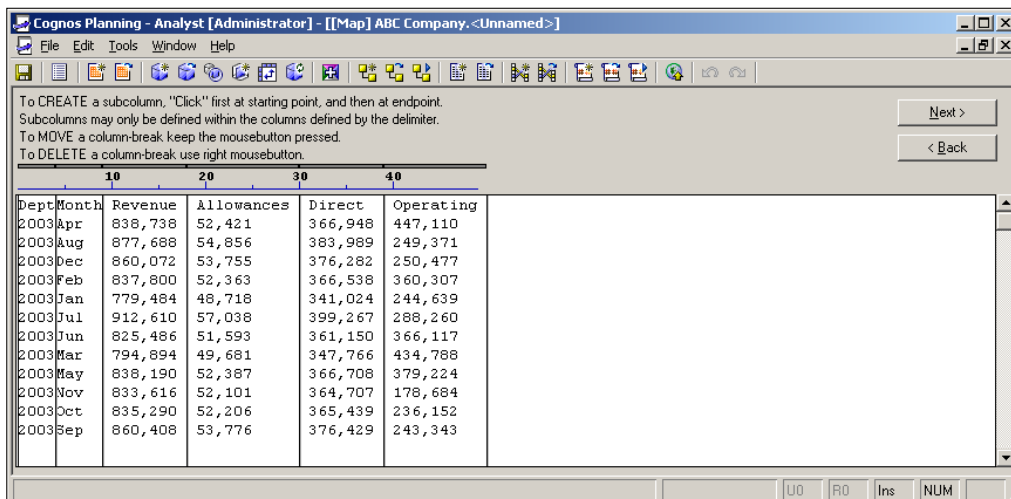 Cognos Planning - Analyst [Administrator] - [[Map] ABC Company.<Unnamed>]
File Edit Tools Window Help
To CREATE a subcolumn, "Click" first at starting point, and then at endpoint.
Subcolumns may only be defined within the columns defined by the delimiter.
To MOVE a column-break keep the mousebutton pressed.
To DELETE a column-break use right mousebutton.
Next >
< Back
10 20 30 40
Dept Month Revenue Allowances Direct Operating
2003 Apr 838,738 52,421 366,948 447,110
2003 Aug 877,688 54,856 383,989 249,371
2003 Dec 860,072 53,755 376,282 250,477
2003 Feb 837,800 52,363 366,538 360,307
2003 Jan 779,484 48,718 341,024 244,639
2003 Jul 912,610 57,038 399,267 288,260
2003 Jun 825,486 51,593 361,150 366,117
2003 Mar 794,894 49,681 347,766 434,788
2003 May 838,190 52,387 366,708 379,224
2003 Nov 833,616 52,101 364,707 178,684
2003 Oct 835,290 52,206 365,439 236,152
2003 Sep 860,408 53,776 376,429 243,343
U0 R0 Ins NUM